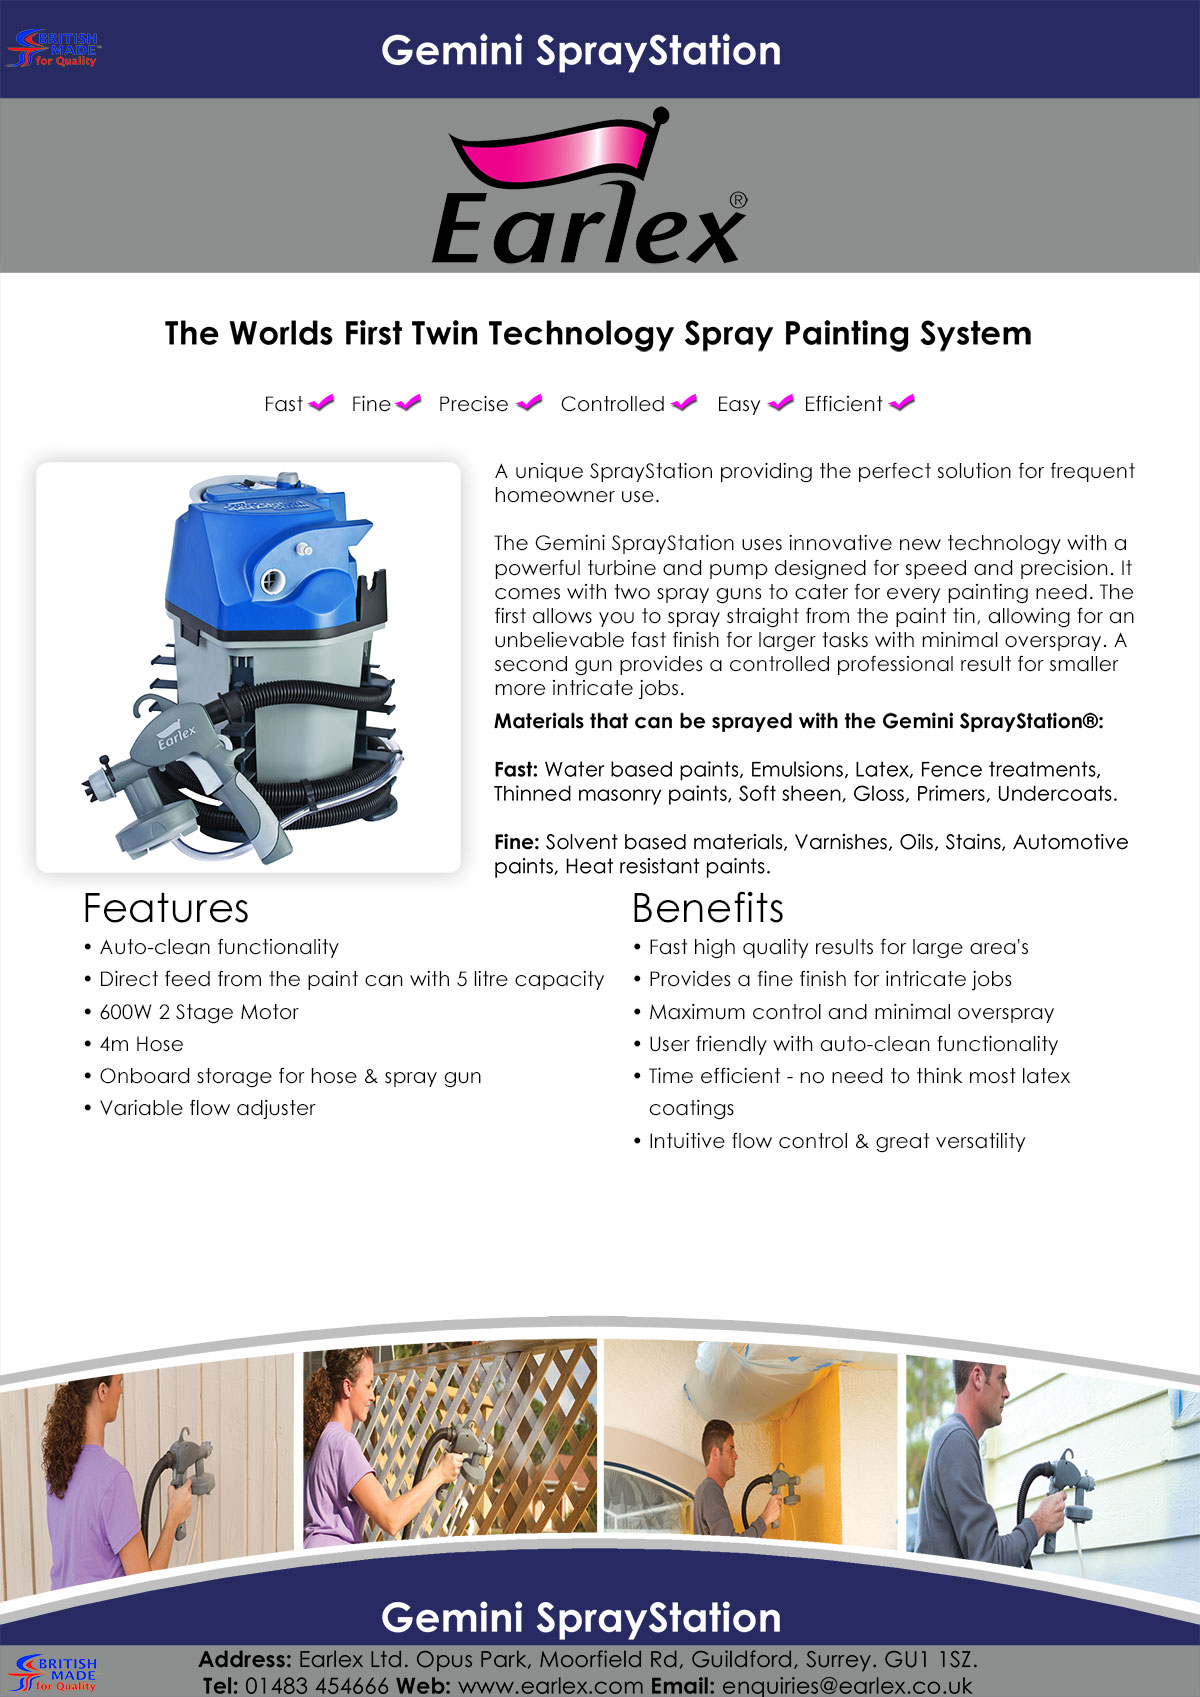 BRITISH
MADE™
for Quality
Gemini SprayStation
Earlex®
The Worlds First Twin Technology Spray Painting System
Fast Fine Precise Controlled Easy Efficient
A unique SprayStation providing the perfect solution for frequent
homeowner use.
The Gemini SprayStation uses innovative new technology with a
powerful turbine and pump designed for speed and precision. It
comes with two spray guns to cater for every painting need. The
first allows you to spray straight from the paint tin, allowing for an
unbelievable fast finish for larger tasks with minimal overspray. A
second gun provides a controlled professional result for smaller
more intricate jobs.
Earlex
Materials that can be sprayed with the Gemini SprayStation®:
Fast: Water based paints, Emulsions, Latex, Fence treatments,
Thinned masonry paints, Soft sheen, Gloss, Primers, Undercoats.
Fine: Solvent based materials, Varnishes, Oils, Stains, Automotive
paints, Heat resistant paints.
Features
• Auto-clean functionality
• Direct feed from the paint can with 5 litre capacity
• 600W 2 Stage Motor
• 4m Hose
• Onboard storage for hose & spray gun
• Variable flow adjuster
Benefits
• Fast high quality results for large area's
• Provides a fine finish for intricate jobs
• Maximum control and minimal overspray
• User friendly with auto-clean functionality
• Time efficient - no need to think most latex
coatings
• Intuitive flow control & great versatility
Gemini SprayStation
BRITISH
MADE
for Quality
Address: Earlex Ltd. Opus Park, Moorfield Rd, Guildford, Surrey. GU1 1SZ.
Tel: 01483 454666 Web: www.earlex.com Email: enquiries@earlex.co.uk